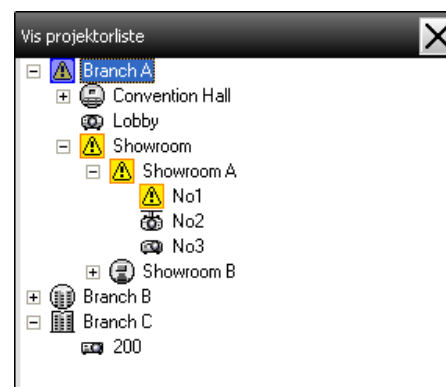 Vis projektorliste
Branch A
Convention Hall
Lobby
Showroom
Showroom A
No1
No2
No3
Showroom B
Branch B
Branch C
200